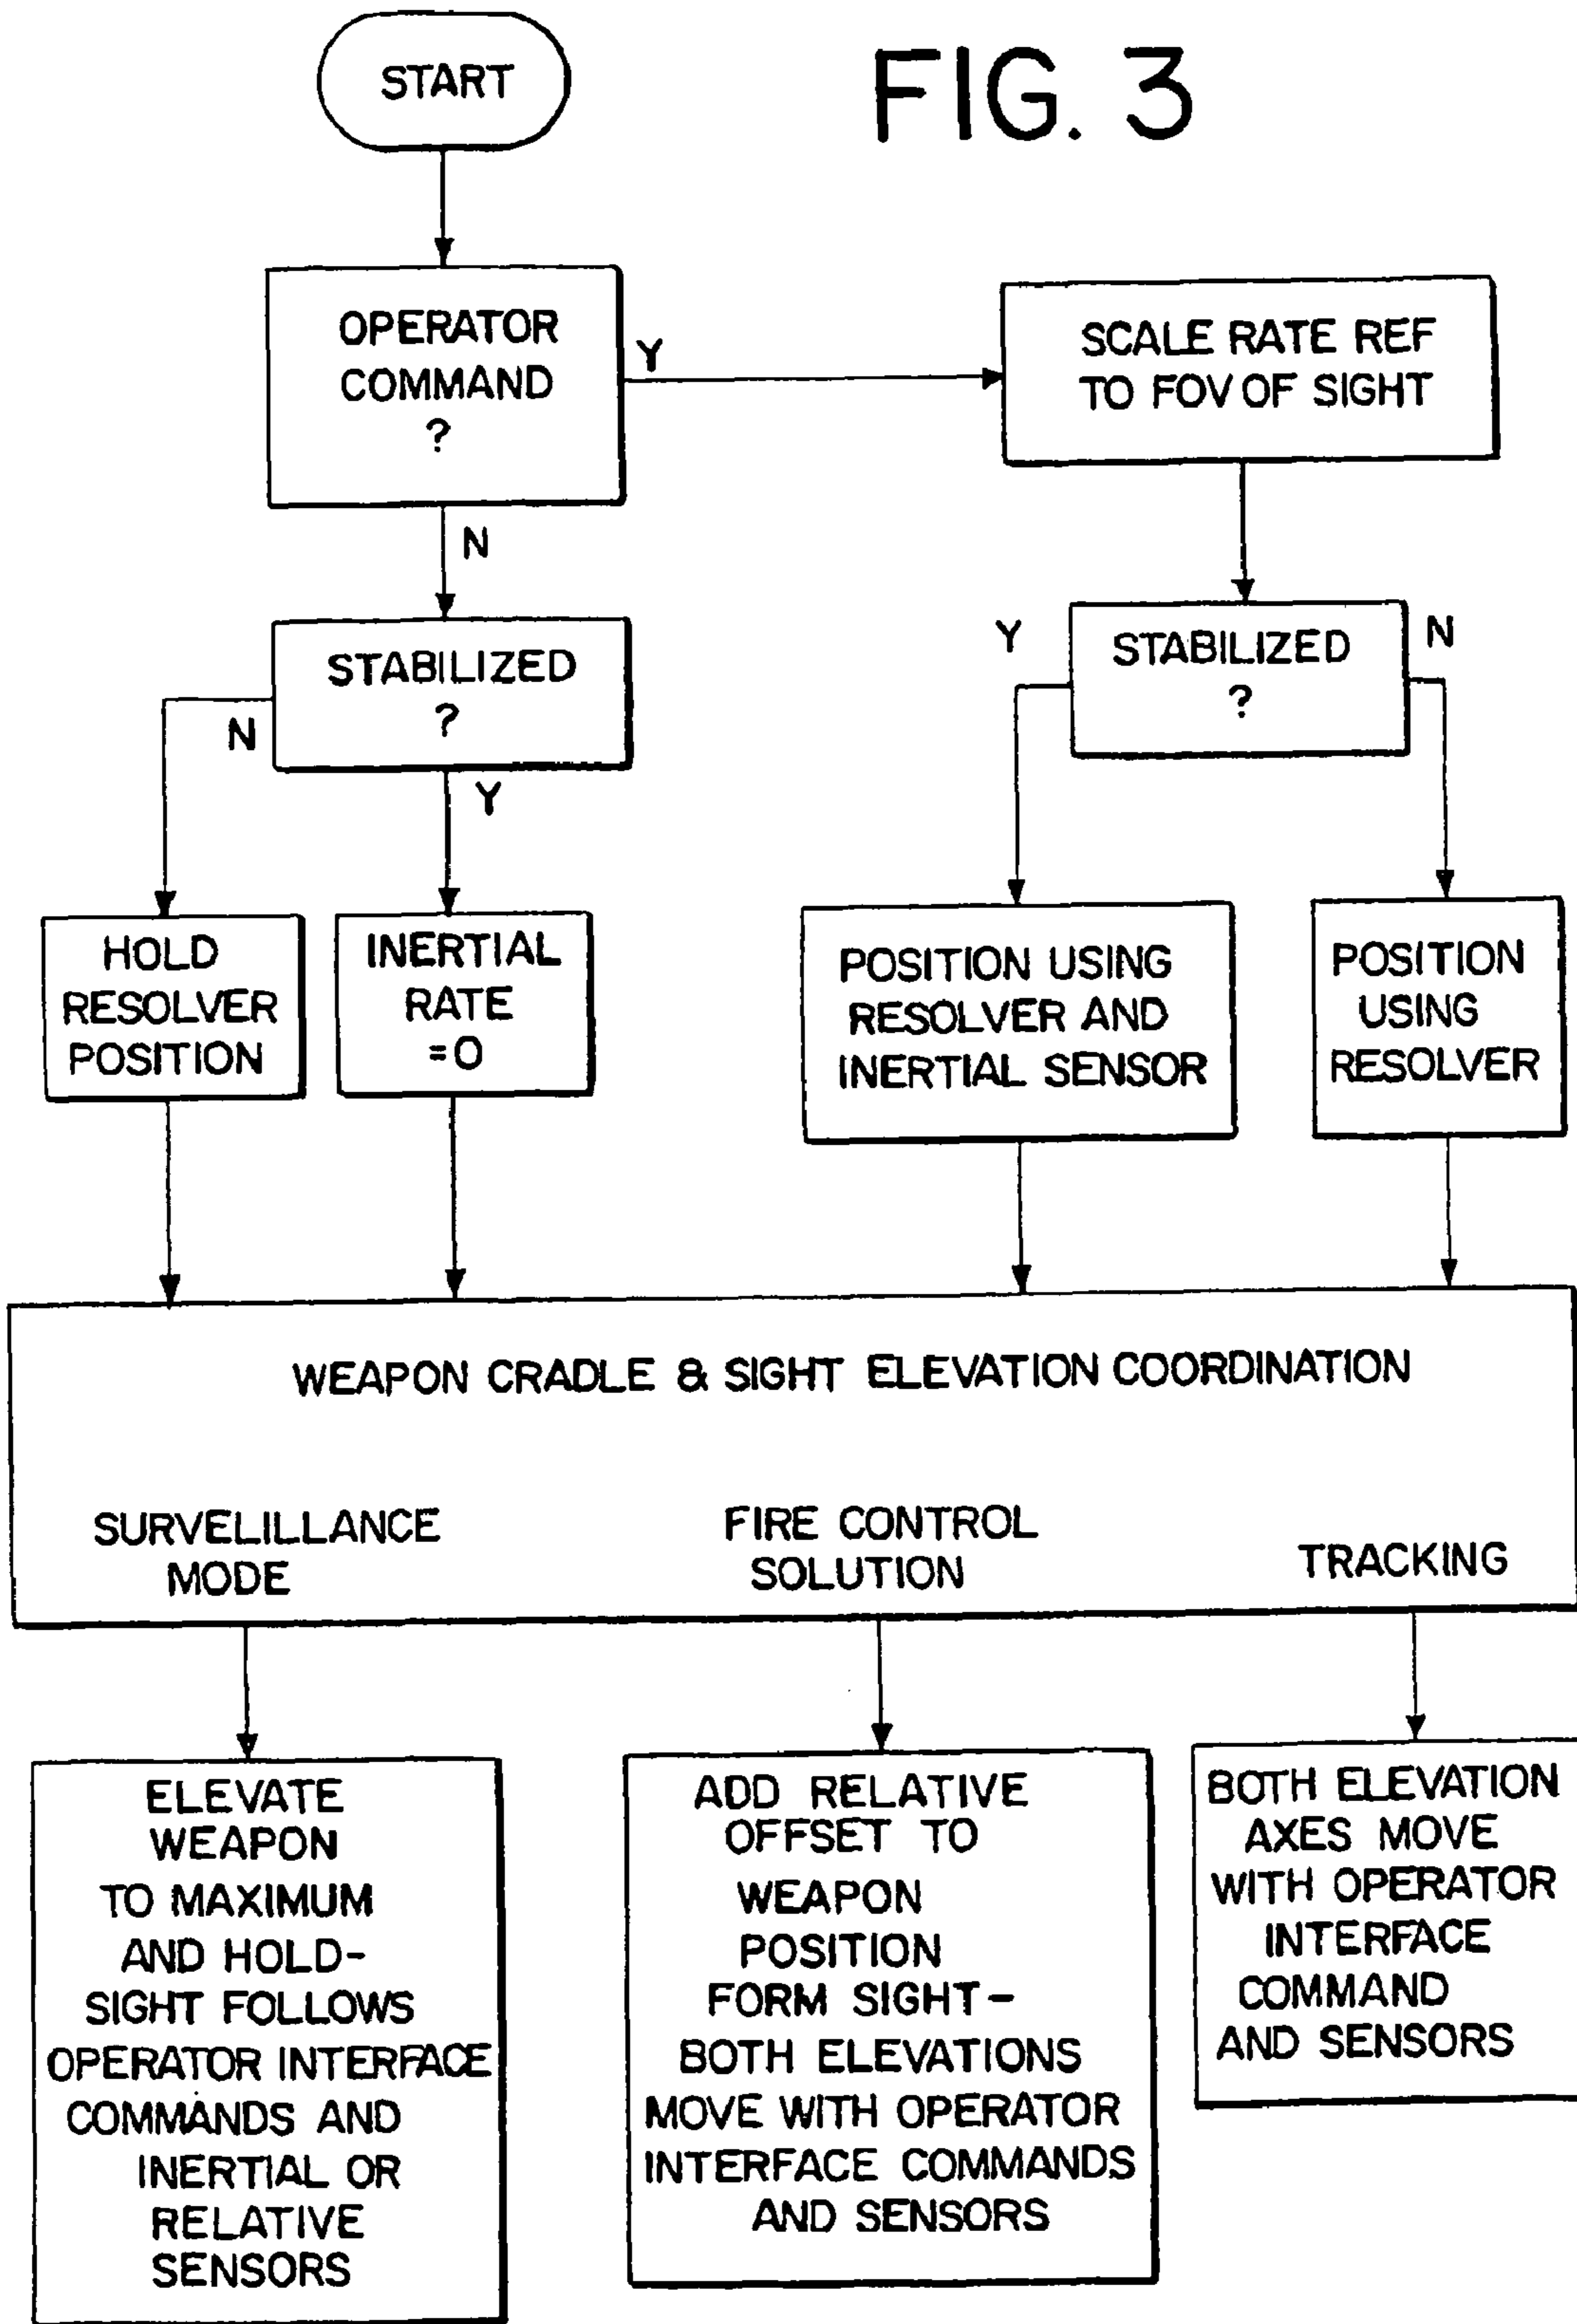 START
FIG. 3
OPERATOR
COMMAND
?
Y
SCALE RATE REF
TO FOV OF SIGHT
N
STABILIZED
?
N
Y
Y
STABILIZED
?
N
HOLD
RESOLVER
POSITION
INERTIAL
RATE
=0
POSITION USING
RESOLVER AND
INERTIAL SENSOR
POSITION
USING
RESOLVER
WEAPON CRADLE & SIGHT ELEVATION COORDINATION
SURVELILLANCE
MODE
FIRE CONTROL
SOLUTION
TRACKING
ELEVATE
WEAPON
TO MAXIMUM
AND HOLD-
SIGHT FOLLOWS
OPERATOR INTERFACE
COMMANDS AND
INERTIAL OR
RELATIVE
SENSORS
ADD RELATIVE
OFFSET TO
WEAPON
POSITION
FORM SIGHT-
BOTH ELEVATIONS
MOVE WITH OPERATOR
INTERFACE COMMANDS
AND SENSORS
BOTH ELEVATION
AXES MOVE
WITH OPERATOR
INTERFACE
COMMAND
AND SENSORS